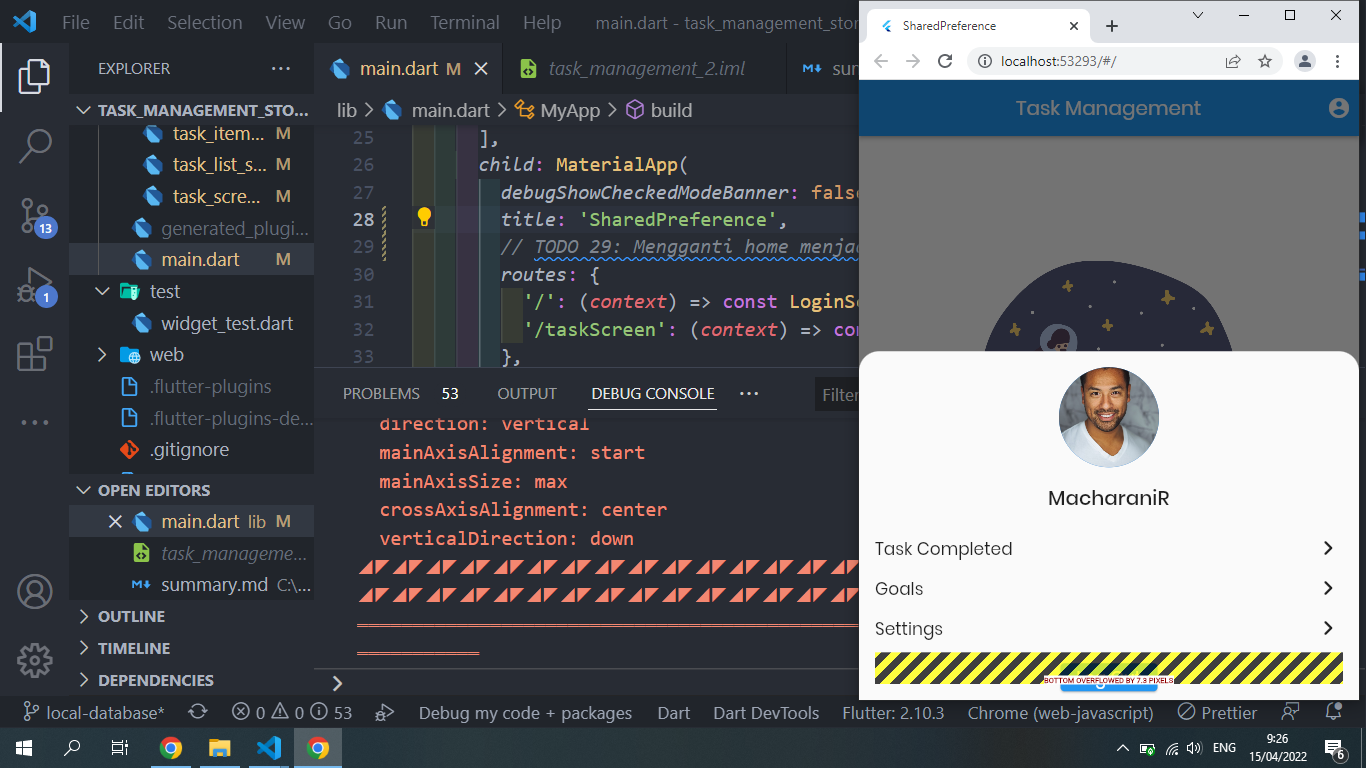 File Edit Selection View Go Run Terminal Help main.dart - task_management_stor
EXPLORER
TASK_MANAGEMENT_STO...
task_item... M
task_list_s... M
task_scre... M
generated_plugi...
main.dart M
test
widget_test.dart
web
.flutter-plugins
.flutter-plugins-de...
.gitignore
OPEN EDITORS
main.dart lib M
task_manageme...
summary.md C:\...
OUTLINE
TIMELINE
DEPENDENCIES
13
1
main.dart M
task_management_2.iml
sum
lib > main.dart > MyApp > build
25 ],
26 child: MaterialApp(
27 debugShowCheckedModeBanner: false
28 title: 'SharedPreference',
29 // TODO 29: Mengganti home menjad
30 routes: {
31 '/': (context) => const LoginSc
32 '/taskScreen': (context) => co
33 },
PROBLEMS 53 OUTPUT DEBUG CONSOLE ... Filter
direction: vertical
mainAxisAlignment: start
mainAxisSize: max
crossAxisAlignment: center
verticalDirection: down
SharedPreference
localhost:53293/#/
Task Management
MacharaniR
Task Completed
Goals
Settings
BOTTOM OVERFLOWED BY 7.3 PIXELS
local-database* 0 0 53 Debug my code + packages Dart Dart DevTools Flutter: 2.10.3 Chrome (web-javascript) Prettier
ENG
9:26
15/04/2022
6